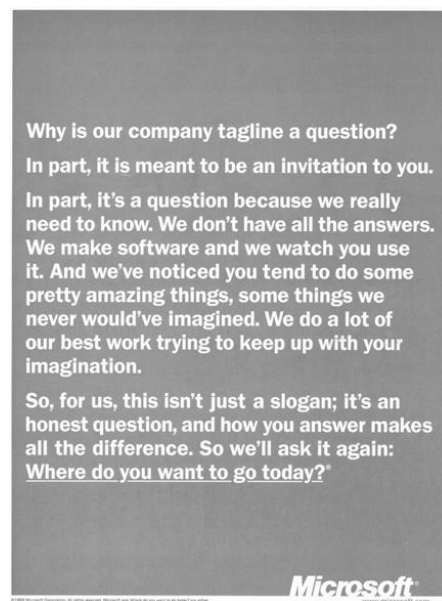 Why is our company tagline a question?
In part, it is meant to be an invitation to you.
In part, it's a question because we really
need to know. We don't have all the answers.
We make software and we watch you use
it. And we've noticed you tend to do some
pretty amazing things, some things we
never would've imagined. We do a lot of
our best work trying to keep up with your
imagination.
So, for us, this isn't just a slogan; it's an
honest question, and how you answer makes
all the difference. So we'll ask it again:
Where do you want to go today?®
Microsoft®